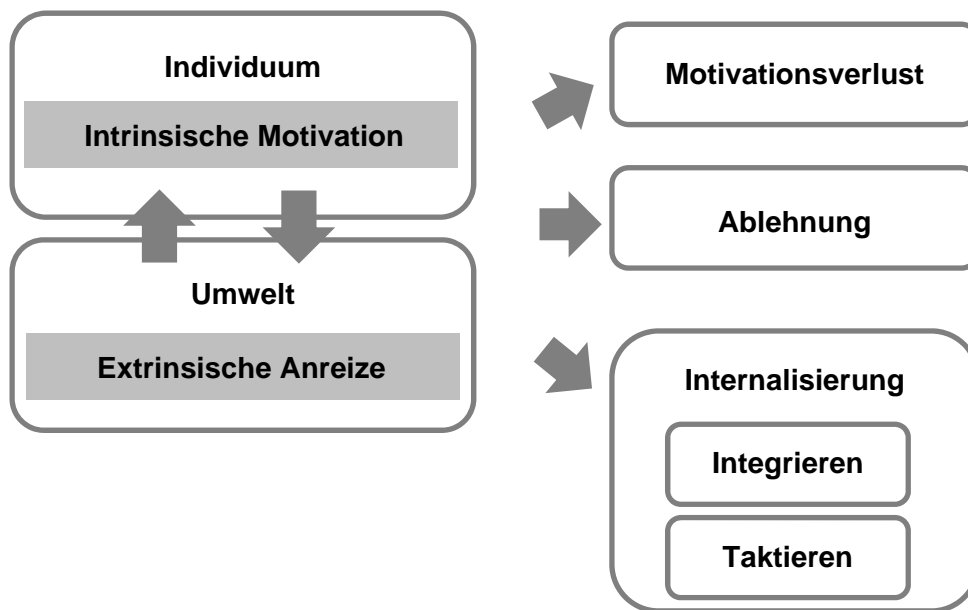 Individuum
Intrinsische Motivation
Umwelt
Extrinsische Anreize
Motivationsverlust
Ablehnung
Internalisierung
Integrieren
Taktieren